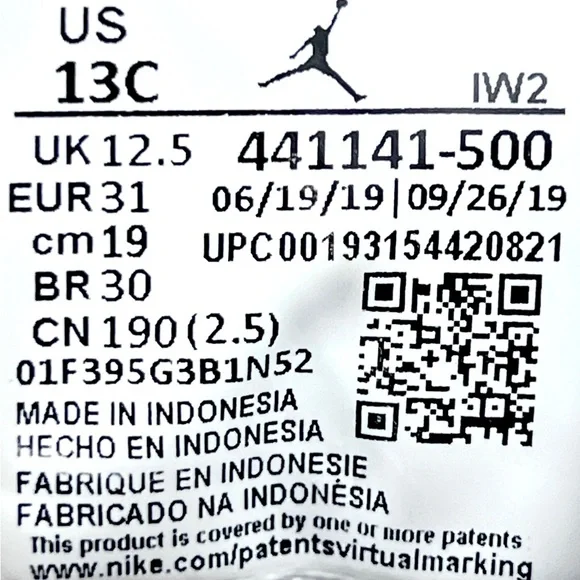 US
13C
IW2
UK 12.5 441141-500
EUR 31 06/19/19|09/26/19
cm 19 UPC00193154420821
BR 30
CN 190 (2.5)
01F395G3B1N52
MADE IN INDONESIA
HECHO EN INDONESIA
FABRIQUE EN INDONESIE
FABRICADO NA INDONÉSIA
This product is covered by one or more patents
www.nike.com/patentsvirtualmarking